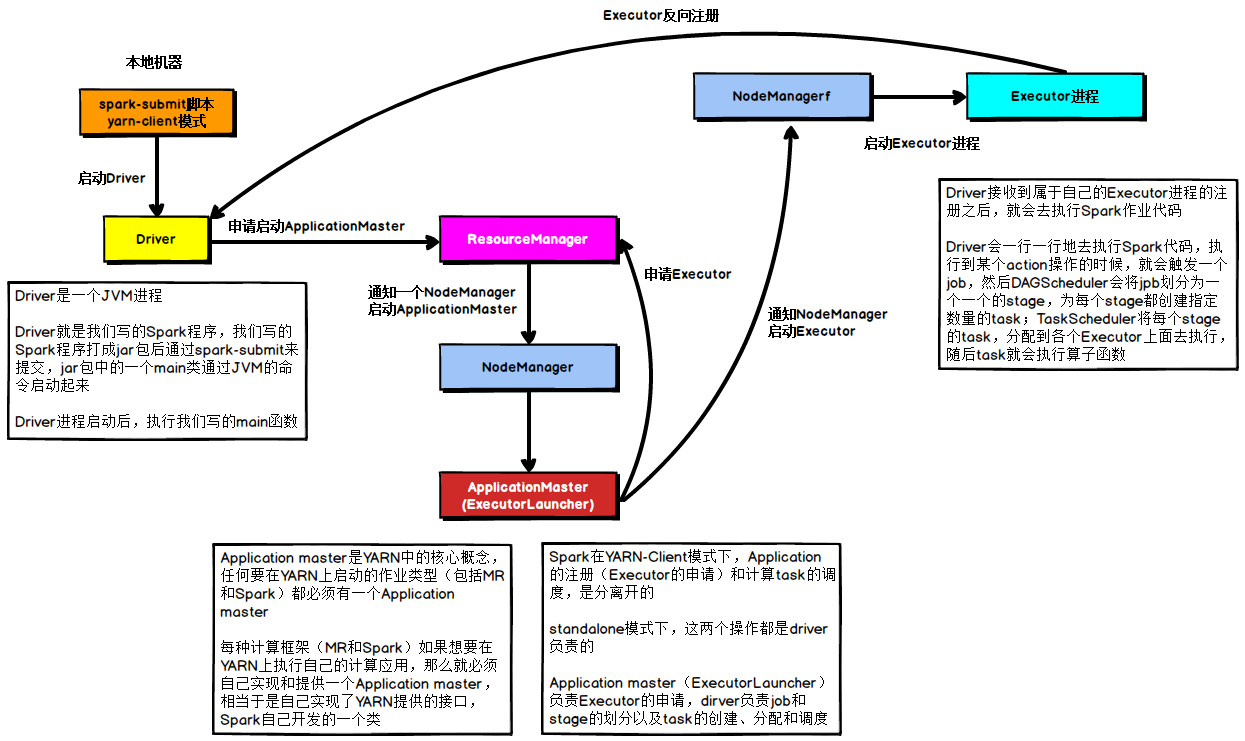 Executor反向注册
本地机器
spark-submit脚本
yarn-client模式
启动Driver
Driver
申请启动ApplicationMaster
ResourceManager
通知一个NodeManager
启动ApplicationMaster
NodeManager
ApplicationMaster
(ExecutorLauncher)
申请Executor
通知NodeManager
启动Executor
NodeManagerf
启动Executor进程
Executor进程
Driver是一个JVM进程
Driver就是我们写的Spark程序，我们写的
Spark程序打成jar包后通过spark-submit来
提交，jar包中的一个main类通过JVM的命
令启动起来
Driver进程启动后，执行我们写的main函数
Driver接收到属于自己的Executor进程的注
册之后，就会去执行Spark作业代码
Driver会一行一行地去执行Spark代码，执
行到某个action操作的时候，就会触发一个
job，然后DAGScheduler会将jpb划分为一
个一个的stage，为每个stage都创建指定
数量的task；TaskScheduler将每个stage
的task，分配到各个Executor上面去执行，
随后task就会执行算子函数
Application master是YARN中的核心概念，
任何要在YARN上启动的作业类型（包括MR
和Spark）都必须有一个Application
master
每种计算框架（MR和Spark）如果想要在
YARN上执行自己的计算应用，那么就必须
自己实现和提供一个Application master，
相当于是自己实现了YARN提供的接口，
Spark自己开发的一个类
Spark在YARN-Client模式下，Application
的注册（Executor的申请）和计算task的调
度，是分离开的
standalone模式下，这两个操作都是driver
负责的
Application master（ExecutorLauncher）
负责Executor的申请，dirver负责job和
stage的划分以及task的创建、分配和调度